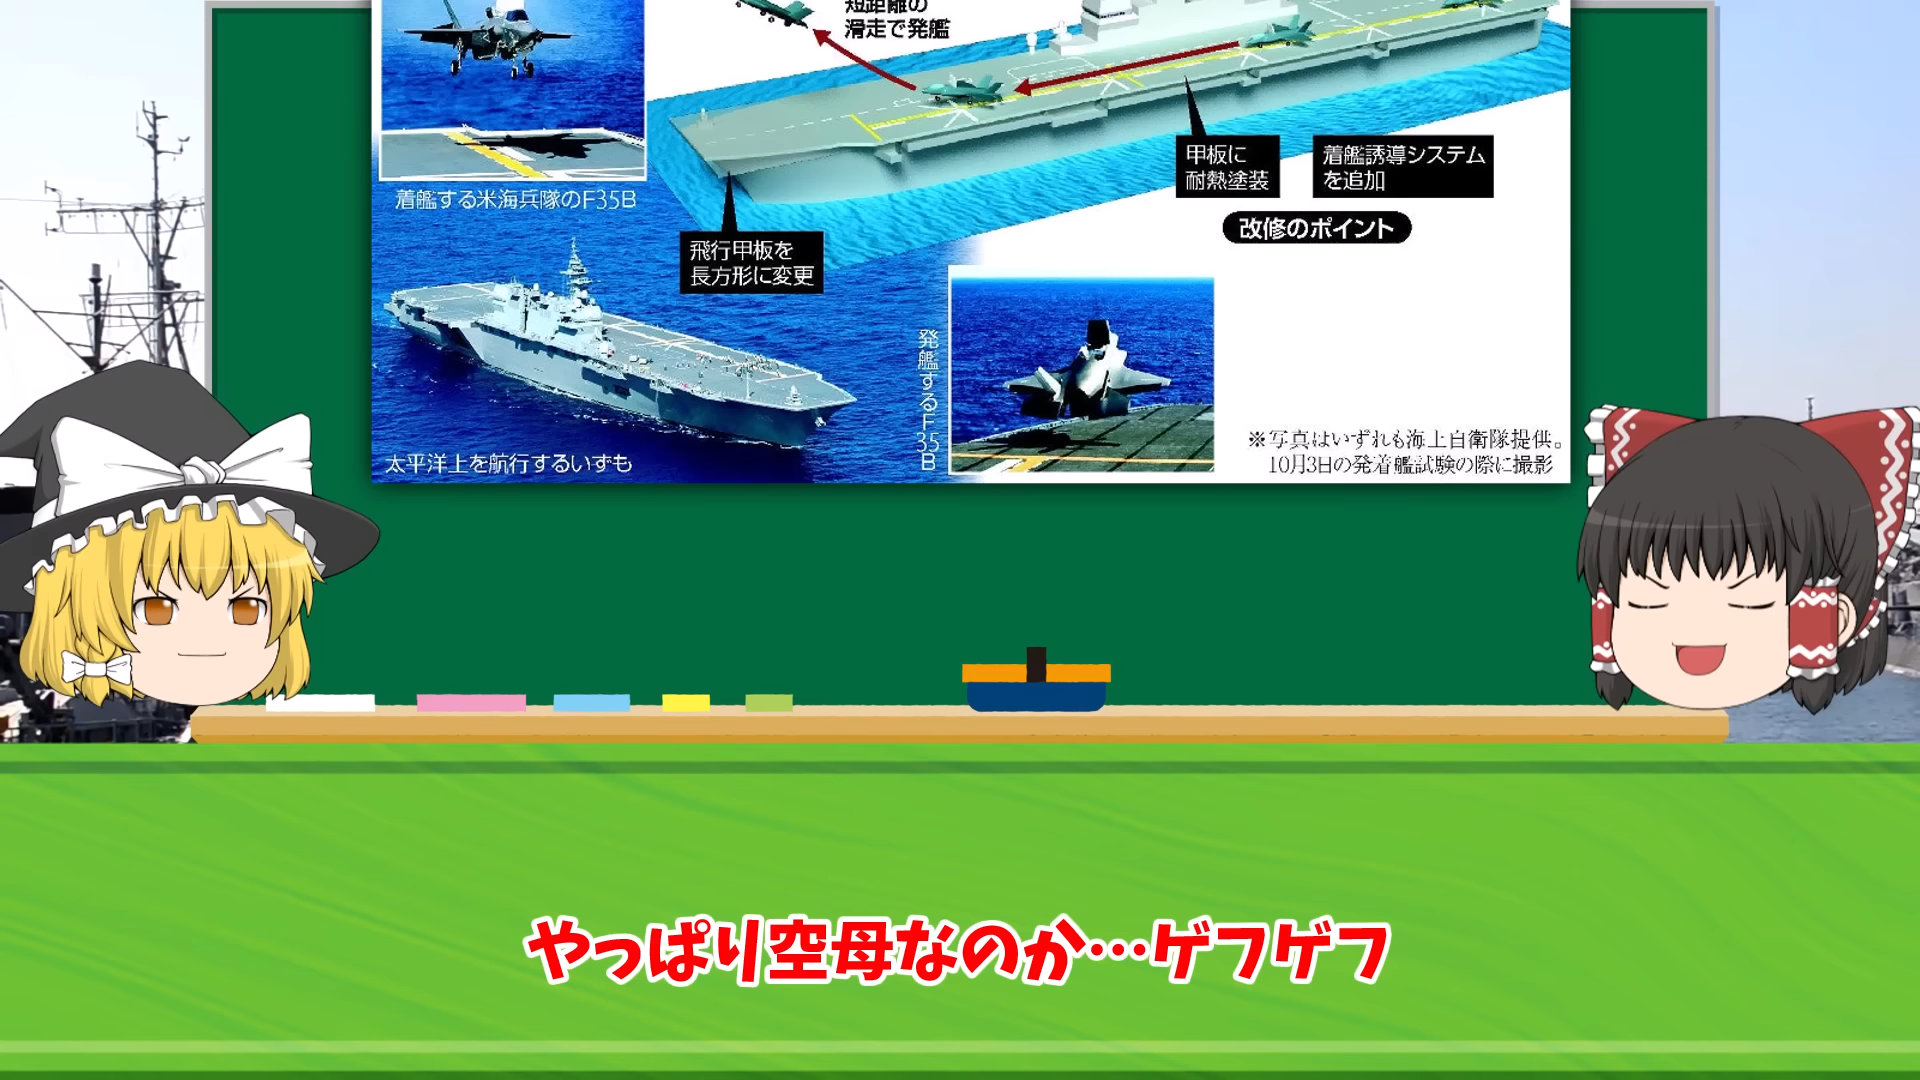 短距離の
滑走で発艦
着艦する米海兵隊のF35B
甲板に
耐熱塗装
着艦誘導システム
を追加
改修のポイント
飛行甲板を
長方形に変更
発艦するF35B
太平洋上を航行するいずも
※写真はいずれも海上自衛隊提供。
10月3日の発着艦試験の際に撮影
やっぱり空母なのか…ゲフゲフ